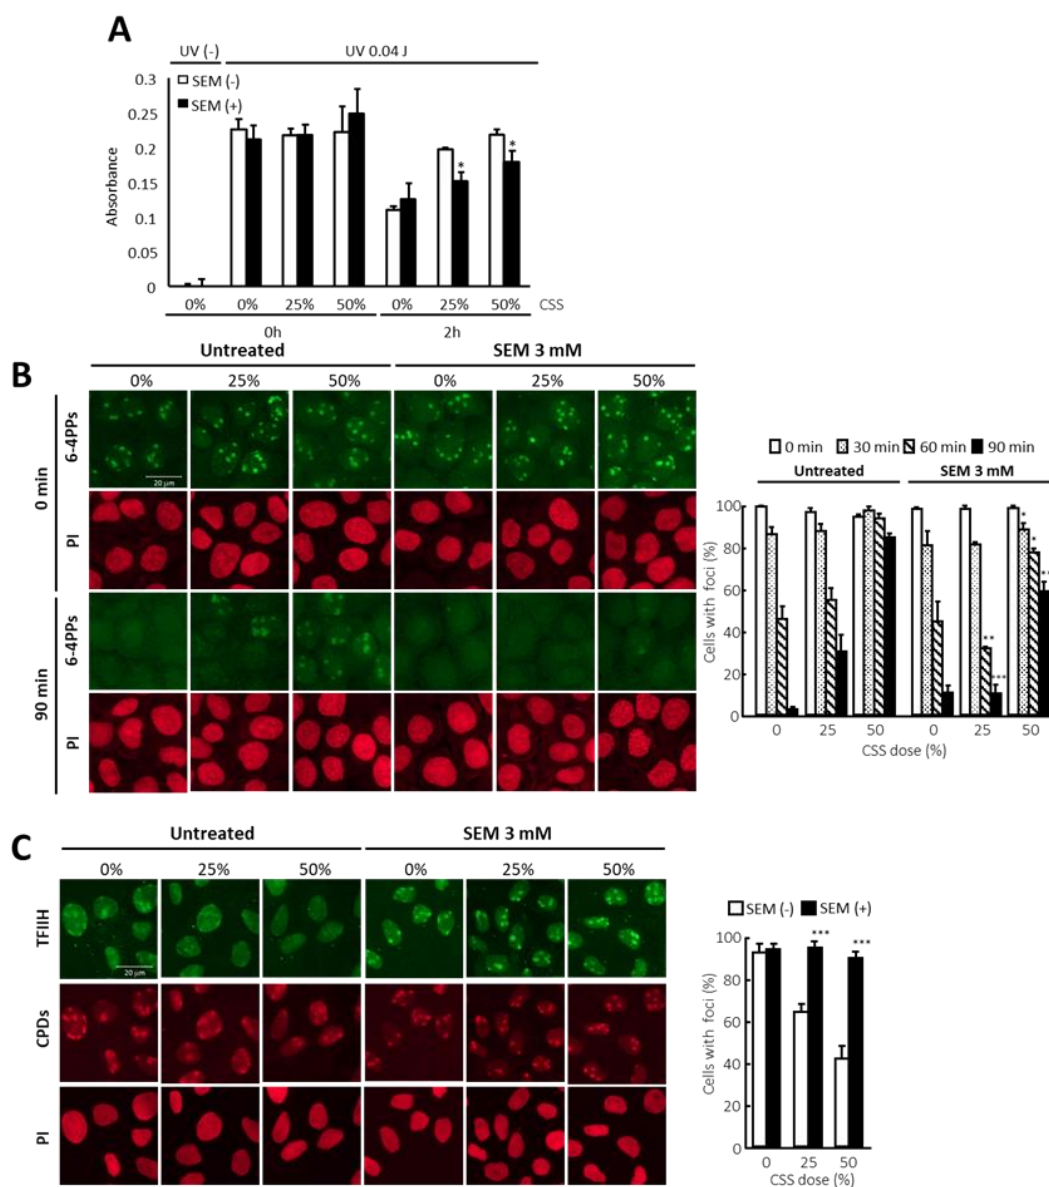 A
UV (-) UV 0.04 J
SEM (-)
SEM (+)
0.3
0.25
0.2
0.15
0.1
0.05
0
Absorbance
* *
0% 0% 25% 50% 0% 25% 50% CSS
0h 2h
B
Untreated SEM 3 mM
0% 25% 50% 0% 25% 50%
0 min
6-4PPs
20 μm
PI
90 min
6-4PPs
PI
0 min 30 min 60 min 90 min
Untreated SEM 3 mM
100
80
60
40
20
0
Cells with foci (%)
** *** * * **
0 25 50 0 25 50
CSS dose (%)
C
Untreated SEM 3 mM
0% 25% 50% 0% 25% 50%
TFIIH
20 μm
CPDs
PI
SEM (-) SEM (+)
100
80
60
40
20
0
Cells with foci (%)
*** ***
0 25 50
CSS dose (%)